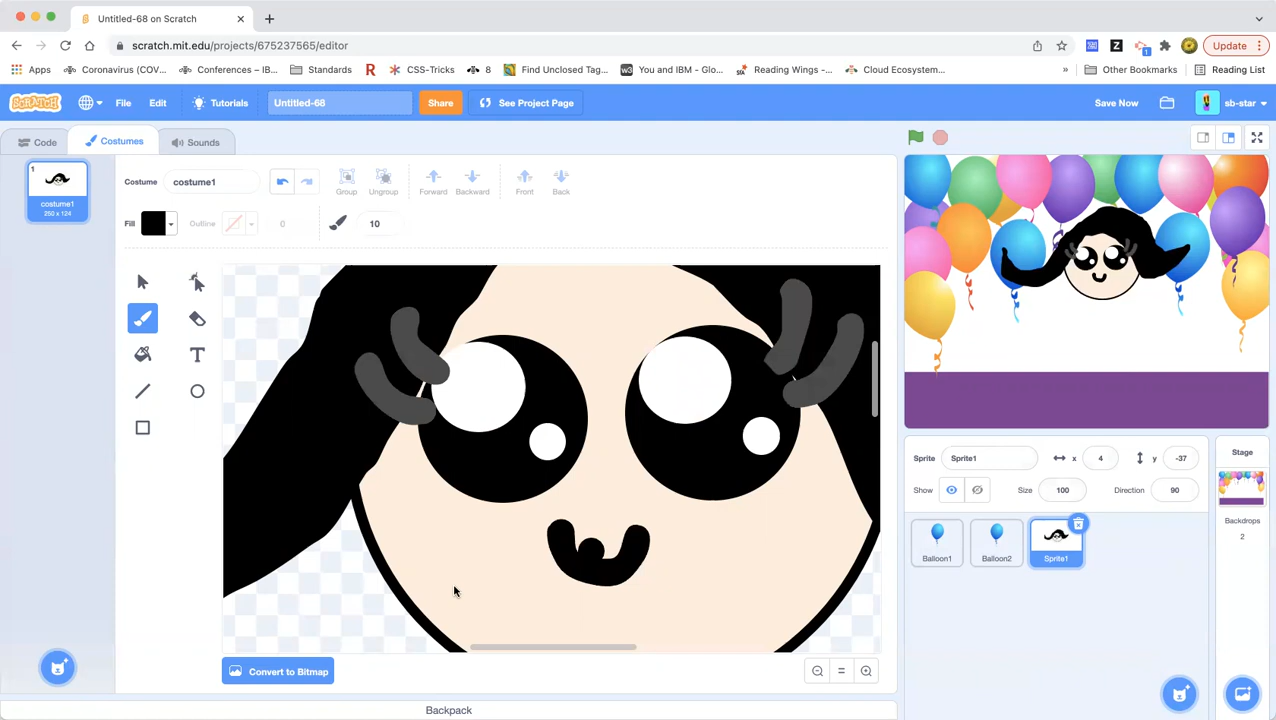 Untitled-68 on Scratch
scratch.mit.edu/projects/675237565/editor
Update
Apps
Coronavirus (COV...
Conferences – IB...
Standards
R
CSS-Tricks
8
Find Unclosed Tag...
w3
You and IBM - Glo...
Reading Wings -...
Cloud Ecosystem...
»
Other Bookmarks
Reading List
SCRATCH
File
Edit
Tutorials
Untitled-68
Share
See Project Page
Save Now
sb-star
Code
Costumes
Sounds
1
costume1
250 x 124
Costume
costume1
Group
Ungroup
Forward
Backward
Front
Back
Fill
Outline
0
10
T
Convert to Bitmap
Backpack
Sprite
Sprite1
x
4
y
-37
Show
Size
100
Direction
90
Balloon1
Balloon2
Sprite1
Stage
Backdrops
2